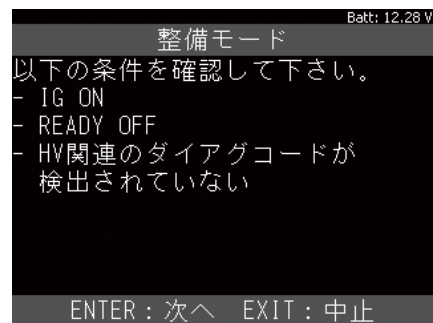 Batt: 12.28 V
整備モード
以下の条件を確認して下さい。
- IG ON
- READY OFF
- HV関連のダイアグコードが
検出されていない
ENTER：次へ EXIT：中止